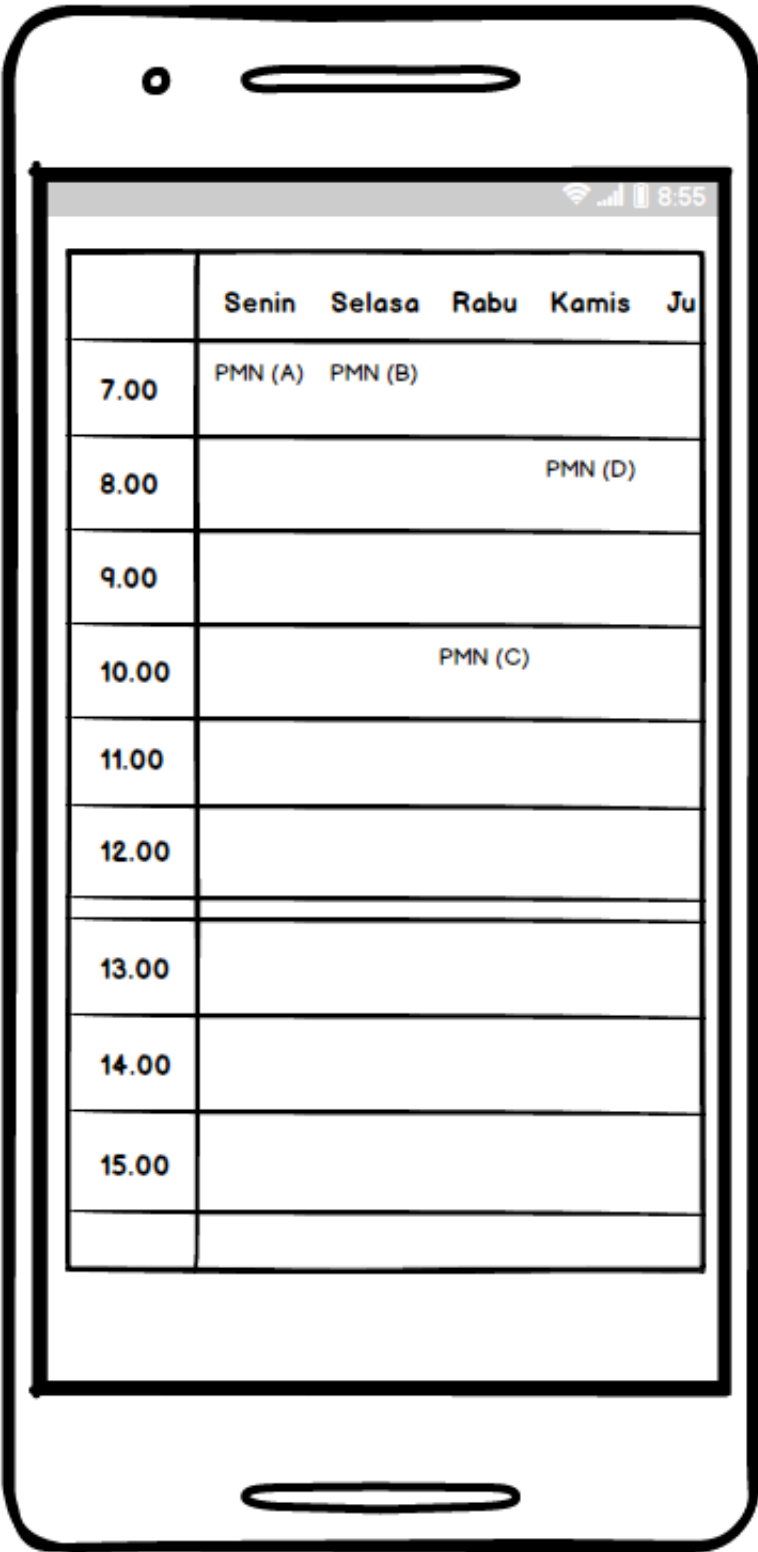 8:55
Senin Selasa Rabu Kamis Ju
7.00 PMN (A) PMN (B)
8.00 PMN (D)
9.00
10.00 PMN (C)
11.00
12.00
13.00
14.00
15.00